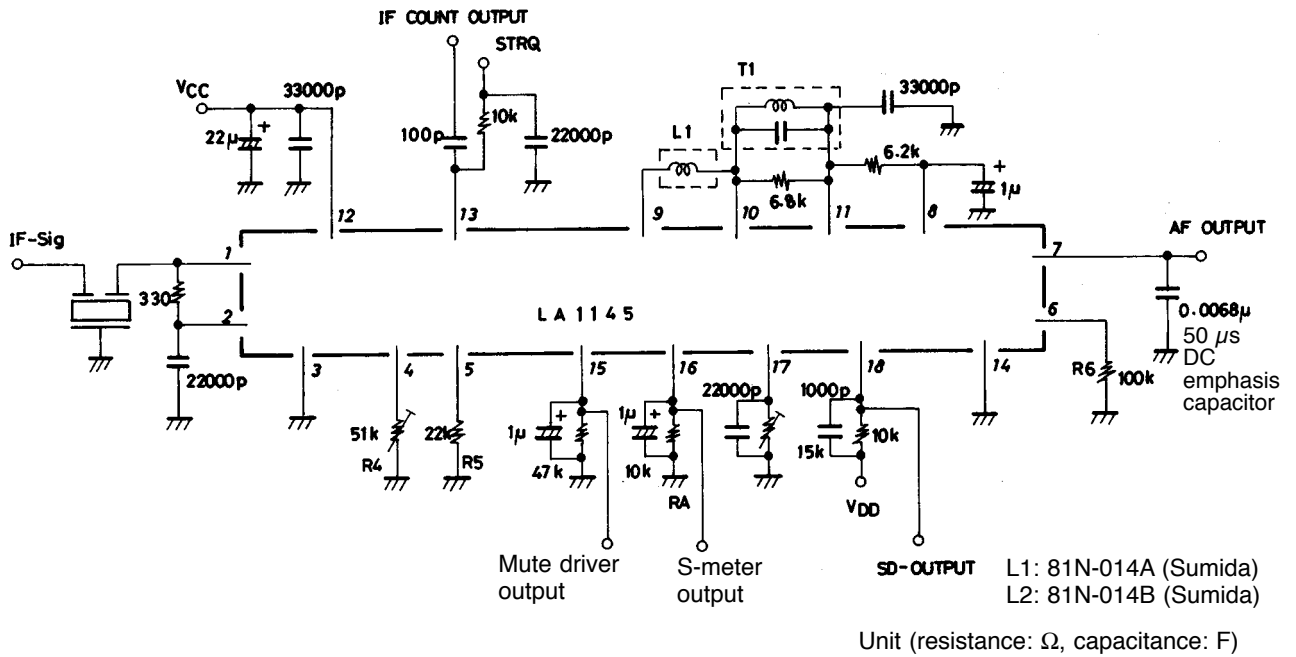 IF COUNT OUTPUT
STRQ
VCC
33000p
22μ
+
100p
10k
22000p
T1
L1
33000p
6.2k
6.8k
+
1μ
12
13
9
10
11
8
IF-Sig
1
330
2
22000p
LA1145
7
AF OUTPUT
0.0068μ
50 μs
DC
emphasis
capacitor
6
R6
100k
3
4
5
15
16
17
18
14
51k
R4
22k
R5
1μ
+
47k
1μ
+
10k
RA
22000p
1000p
15k
10k
VDD
Mute driver
output
S-meter
output
SD-OUTPUT
L1: 81N-014A (Sumida)
L2: 81N-014B (Sumida)
Unit (resistance: Ω, capacitance: F)